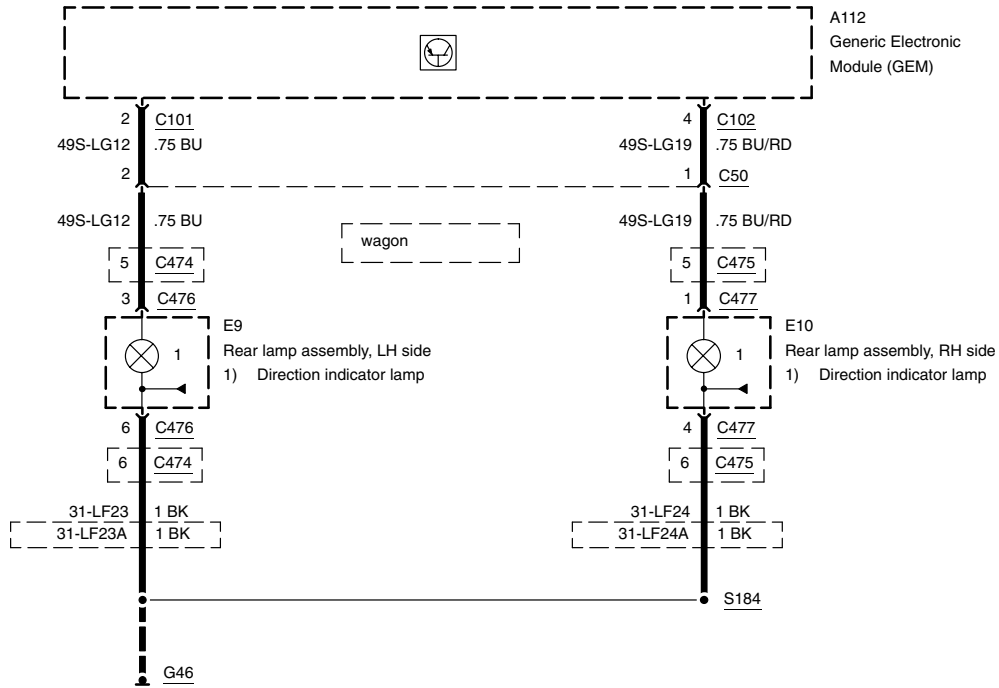 A112
Generic Electronic
Module (GEM)
2 C101
4 C102
49S-LG12 .75 BU
49S-LG19 .75 BU/RD
2
1 C50
49S-LG12 .75 BU
49S-LG19 .75 BU/RD
wagon
5 C474
5 C475
3 C476
1 C477
E9
Rear lamp assembly, LH side
1) Direction indicator lamp
1
E10
Rear lamp assembly, RH side
1) Direction indicator lamp
1
6 C476
4 C477
6 C474
6 C475
31-LF23 1 BK
31-LF24 1 BK
31-LF23A 1 BK
31-LF24A 1 BK
S184
G46